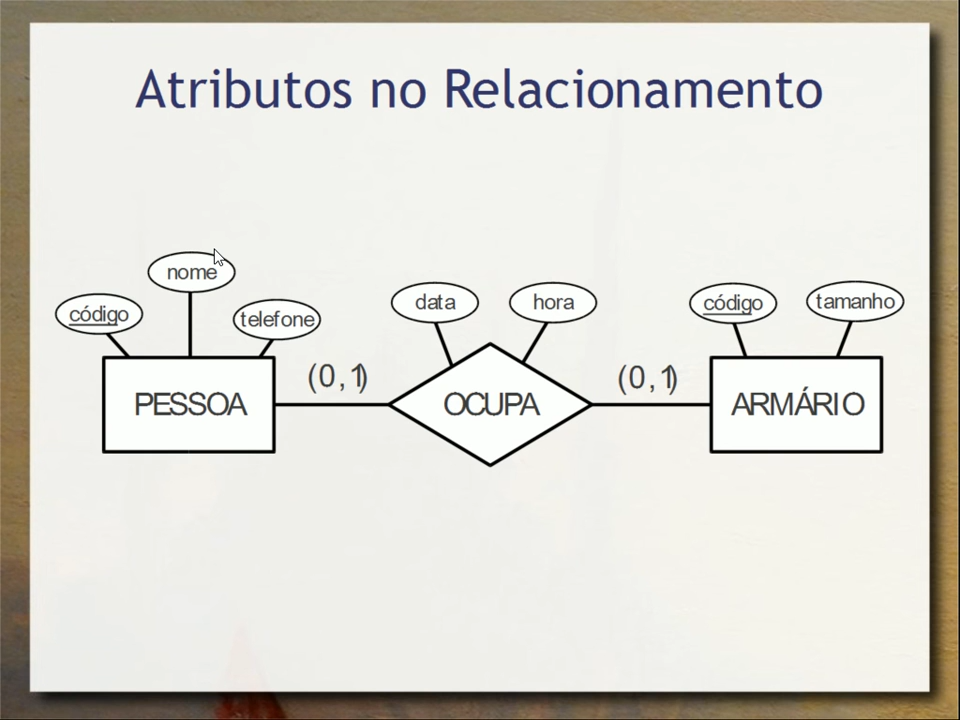 Atributos no Relacionamento
nome
código
telefone
data
hora
código
tamanho
(0,1)
(0,1)
PESSOA
OCUPA
ARMÁRIO